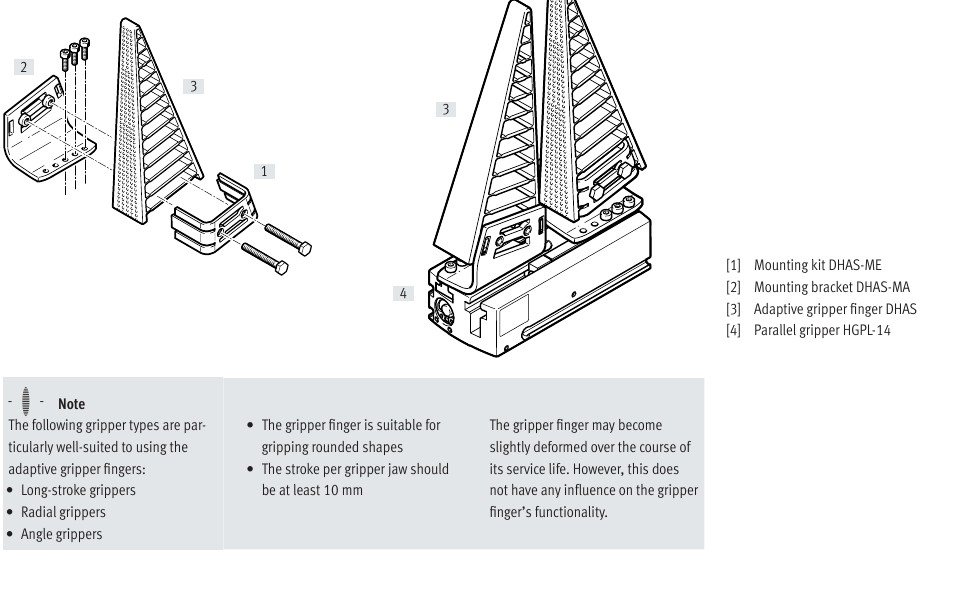 2
3
1
3
4
[1] Mounting kit DHAS-ME
[2] Mounting bracket DHAS-MA
[3] Adaptive gripper finger DHAS
[4] Parallel gripper HGPL-14
- - Note
The following gripper types are par-
ticularly well-suited to using the
adaptive gripper fingers:
• Long-stroke grippers
• Radial grippers
• Angle grippers
• The gripper finger is suitable for
gripping rounded shapes
• The stroke per gripper jaw should
be at least 10 mm
The gripper finger may become
slightly deformed over the course of
its service life. However, this does
not have any influence on the gripper
finger’s functionality.